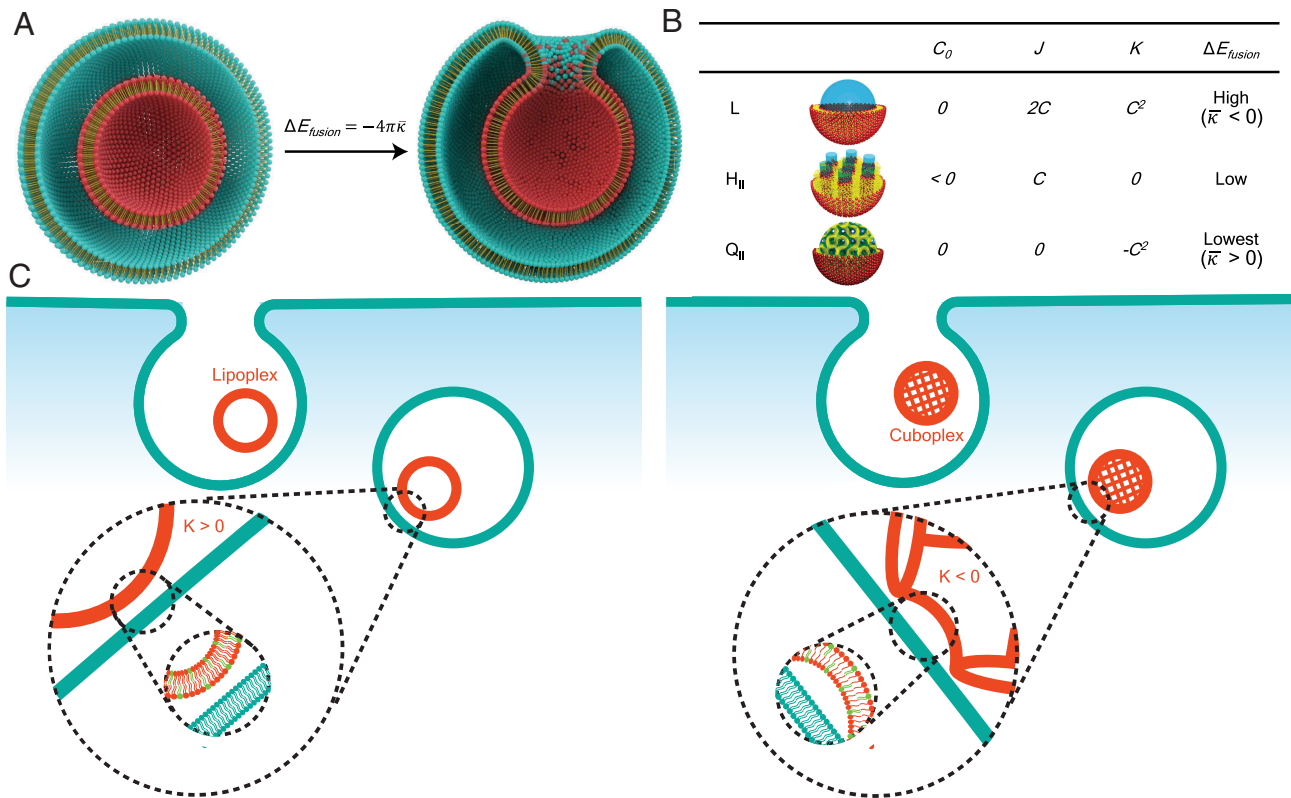 A
ΔE_fusion = −4πκ̄
B
C₀ J K ΔE_fusion
L 0 2C C² High (κ̄ < 0)
H_II < 0 C 0 Low
Q_II 0 0 -C² Lowest (κ̄ > 0)
C
Lipoplex
K > 0
Cuboplex
K < 0